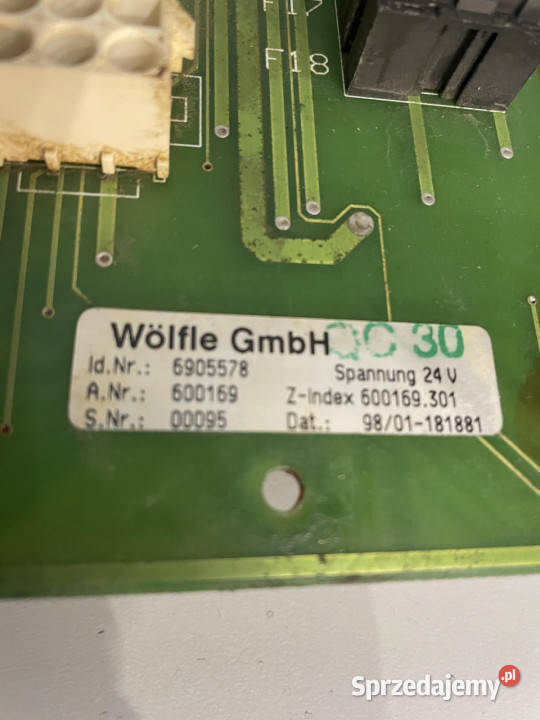 F17
F18
Wölfle GmbH QC 30
Id.Nr.: 6905578 Spannung 24 V
A.Nr.: 600169 Z-Index 600169.301
S.Nr.: 00095 Dat.: 98/01-181881
Sprzedajemy.pl